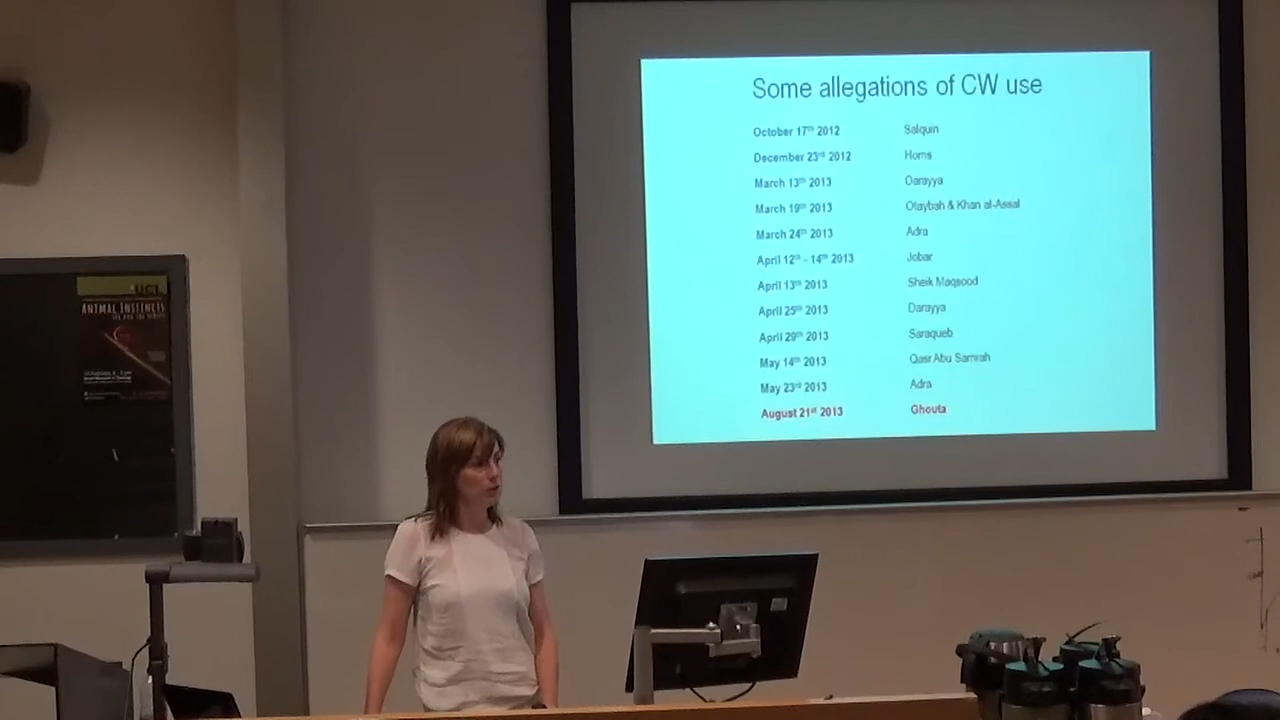 Some allegations of CW use
October 17th 2012 Salquin
December 23rd 2012 Homs
March 13th 2013 Darayya
March 19th 2013 Otaybah & Khan al-Assal
March 24th 2013 Adra
April 12th - 14th 2013 Jobar
April 13th 2013 Sheik Maqsood
April 25th 2013 Darayya
April 29th 2013 Saraqueb
May 14th 2013 Qasr Abu Samrah
May 23rd 2013 Adra
August 21st 2013 Ghouta
UCL
ANIMAL INSTINCTS